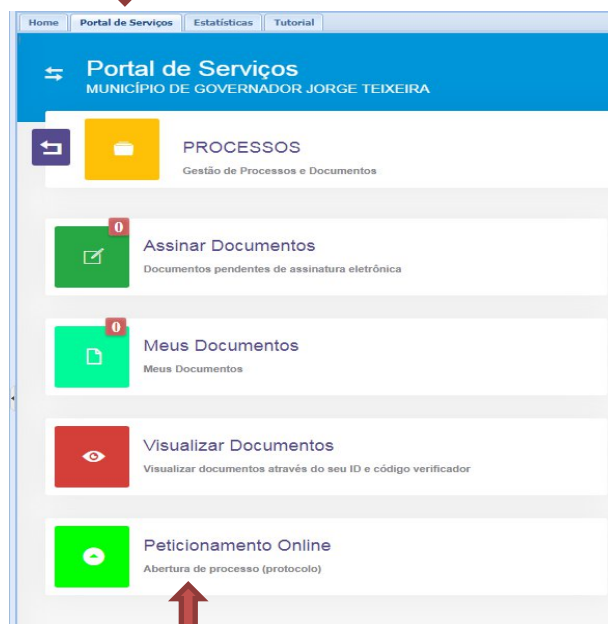 Home Portal de Serviços Estatísticas Tutorial
Portal de Serviços
MUNICÍPIO DE GOVERNADOR JORGE TEIXEIRA
PROCESSOS
Gestão de Processos e Documentos
0
Assinar Documentos
Documentos pendentes de assinatura eletrônica
0
Meus Documentos
Meus Documentos
Visualizar Documentos
Visualizar documentos através do seu ID e código verificador
Peticionamento Online
Abertura de processo (protocolo)